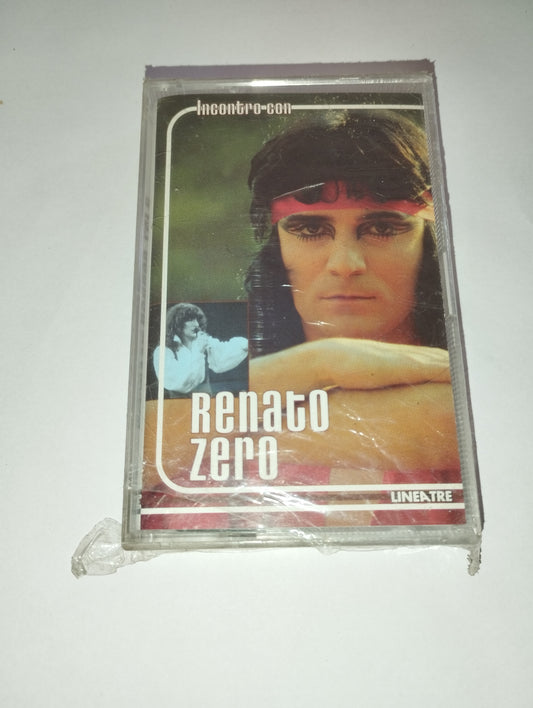 Incontro con
Renato
Zero
LINEATRE